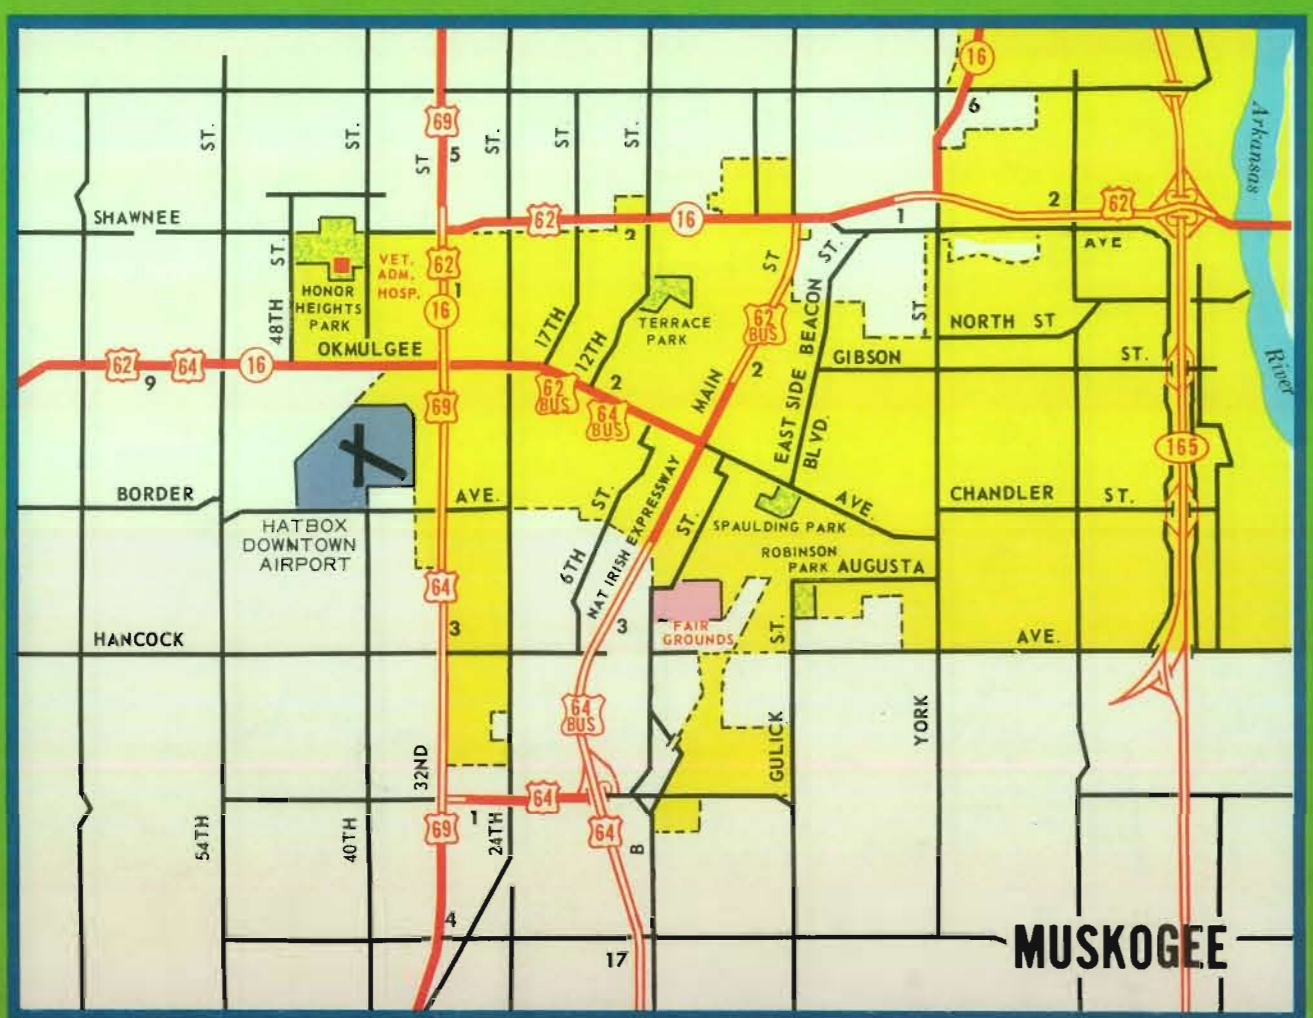 16
6
69
5
ST.
ST.
ST
ST.
ST.
ST.
Arkansas
River
SHAWNEE
62
2
16
1
2
62
AVE
48TH ST.
HONOR
HEIGHTS
PARK
VET.
ADM.
HOSP.
62
1
16
17TH
12TH
TERRACE
PARK
ST
62
BUS
EAST SIDE BEACON ST.
BLVD.
ST.
NORTH ST
OKMULGEE
62
9
64
16
GIBSON
ST.
69
62
BUS
2
64
BUS
MAIN
2
165
BORDER
AVE.
HATBOX
DOWNTOWN
AIRPORT
ST.
6TH
NAT IRISH EXPRESSWAY
ST.
SPAULDING PARK
AVE.
CHANDLER
ST.
ROBINSON
PARK
AUGUSTA
64
3
3
FAIR
GROUNDS
ST.
HANCOCK
AVE.
64
BUS
GULICK
YORK
32ND
64
1
69
64
54TH
40TH
24TH
B
4
17
MUSKOGEE